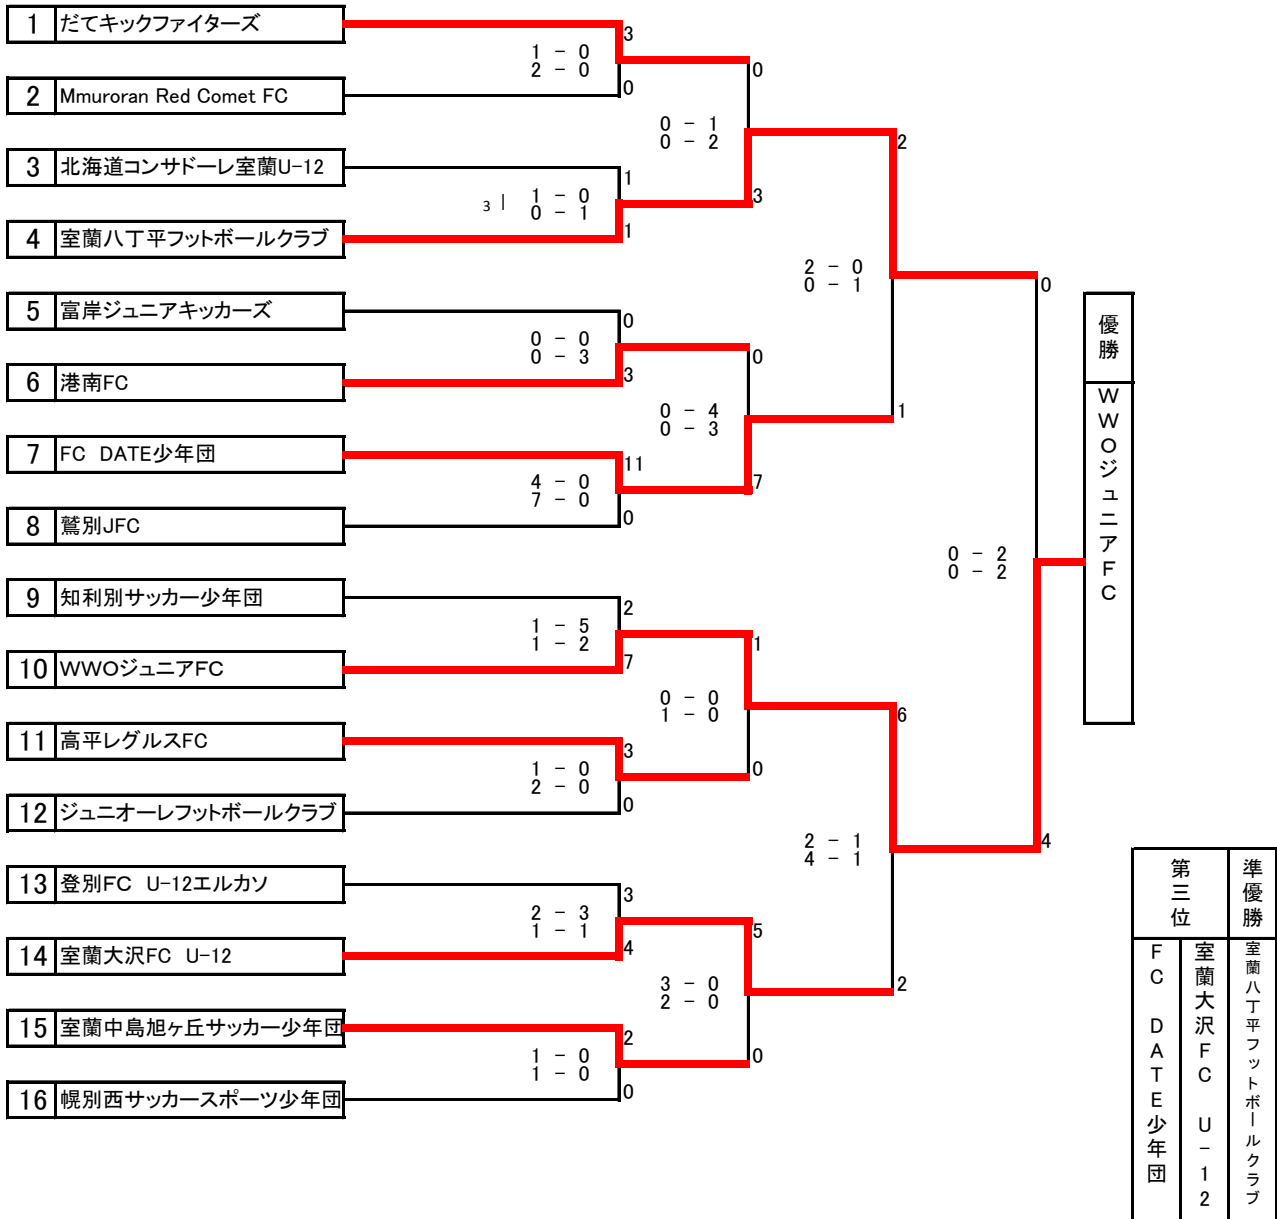 1 だてキックファイターズ
3
1 - 0
2 - 0
0
2 Mmuroran Red Comet FC
0
0 - 1
0 - 2
3
3 北海道コンサドーレ室蘭U-12
1
3 | 1 - 0
0 - 1
1
4 室蘭八丁平フットボールクラブ
2
2 - 0
0 - 1
1
5 富岸ジュニアキッカーズ
0
0 - 0
0 - 3
3
6 港南FC
0
0 - 4
0 - 3
7
7 FC DATE少年団
11
4 - 0
7 - 0
0
8 鷲別JFC
0
0 - 2
0 - 2
4
9 知利別サッカー少年団
2
1 - 5
1 - 2
7
10 WWOジュニアFC
1
0 - 0
1 - 0
0
11 高平レグルスFC
3
1 - 0
2 - 0
0
12 ジュニオーレフットボールクラブ
6
2 - 1
4 - 1
2
13 登別FC U-12エルカソ
3
2 - 3
1 - 1
4
14 室蘭大沢FC U-12
5
3 - 0
2 - 0
0
15 室蘭中島旭ヶ丘サッカー少年団
2
1 - 0
1 - 0
0
16 幌別西サッカースポーツ少年団
優勝
WWOジュニアFC
準優勝
室蘭八丁平フットボールクラブ
第三位
室蘭大沢FC U-12
FC DATE少年団